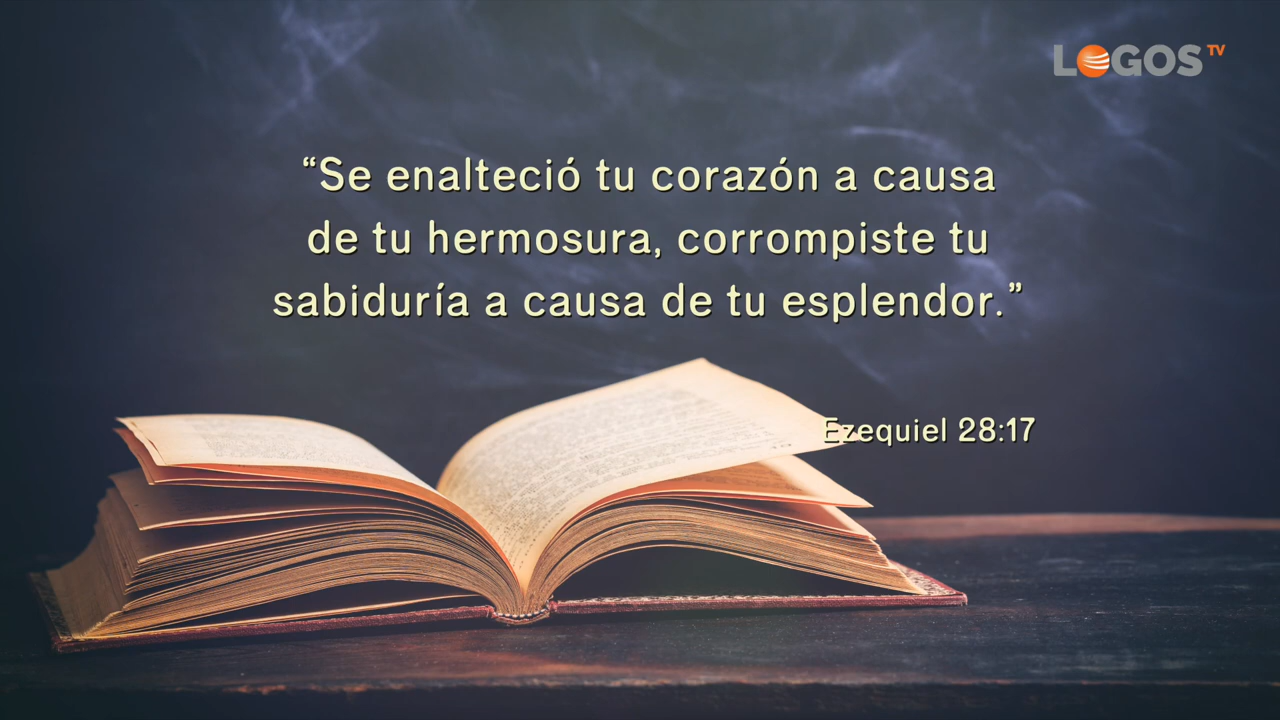 LOGOS TV
“Se enalteció tu corazón a causa
de tu hermosura, corrompiste tu
sabiduría a causa de tu esplendor.”
Ezequiel 28:17